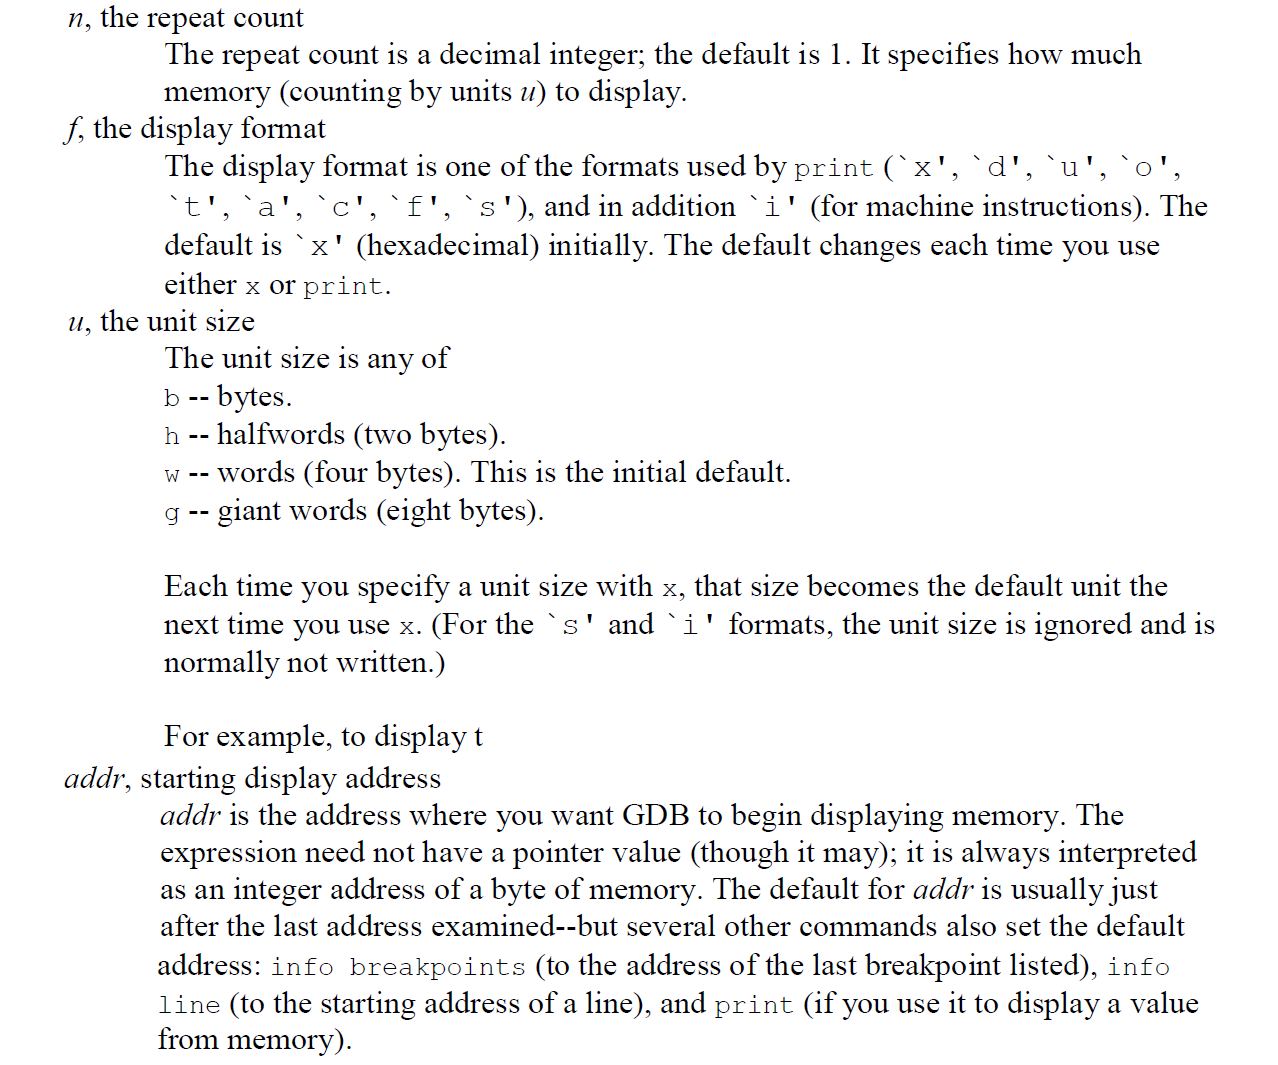 n, the repeat count
The repeat count is a decimal integer; the default is 1. It specifies how much
memory (counting by units u) to display.
f, the display format
The display format is one of the formats used by print (`x', `d', `u', `o',
`t', `a', `c', `f', `s'), and in addition `i' (for machine instructions). The
default is `x' (hexadecimal) initially. The default changes each time you use
either x or print.
u, the unit size
The unit size is any of
b -- bytes.
h -- halfwords (two bytes).
w -- words (four bytes). This is the initial default.
g -- giant words (eight bytes).
Each time you specify a unit size with x, that size becomes the default unit the
next time you use x. (For the `s' and `i' formats, the unit size is ignored and is
normally not written.)
For example, to display t
addr, starting display address
addr is the address where you want GDB to begin displaying memory. The
expression need not have a pointer value (though it may); it is always interpreted
as an integer address of a byte of memory. The default for addr is usually just
after the last address examined--but several other commands also set the default
address: info breakpoints (to the address of the last breakpoint listed), info
line (to the starting address of a line), and print (if you use it to display a value
from memory).